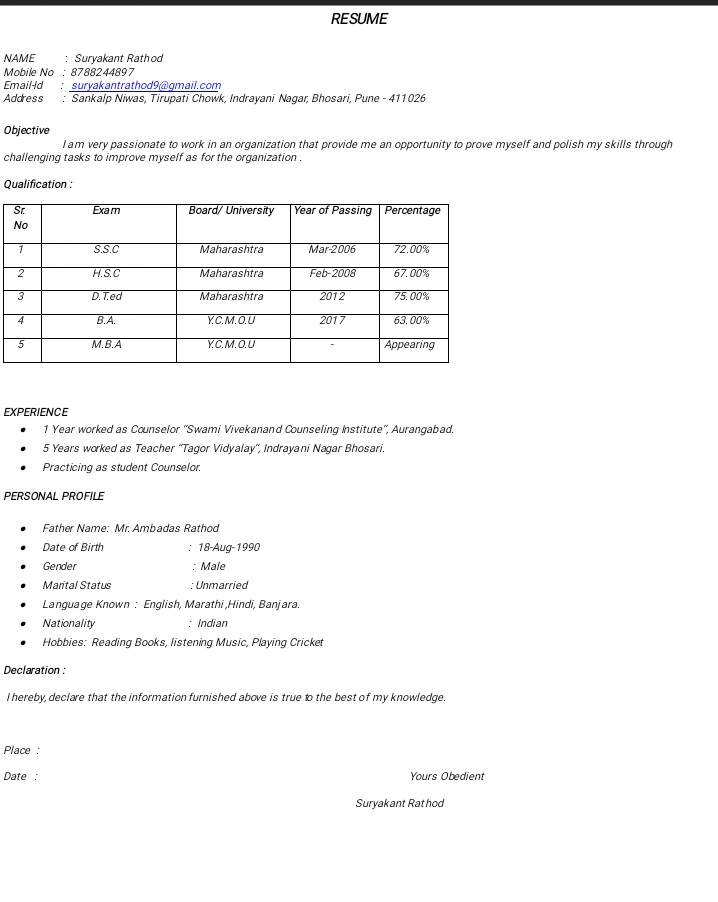 RESUME
NAME : Suryakant Rathod
Mobile No : 8788244897
Email-Id : suryakantrathod9@gmail.com
Address : Sankalp Niwas, Tirupati Chowk, Indrayani Nagar, Bhosari, Pune - 411026
Objective
I am very passionate to work in an organization that provide me an opportunity to prove myself and polish my skills through
challenging tasks to improve myself as for the organization .
Qualification :
Sr. No Exam Board/ University Year of Passing Percentage
1 S.S.C Maharashtra Mar-2006 72.00%
2 H.S.C Maharashtra Feb-2008 67.00%
3 D.T.ed Maharashtra 2012 75.00%
4 B.A. Y.C.M.O.U 2017 63.00%
5 M.B.A Y.C.M.O.U - Appearing
EXPERIENCE
● 1 Year worked as Counselor “Swami Vivekanand Counseling Institute”, Aurangabad.
● 5 Years worked as Teacher “Tagor Vidyalay”, Indrayani Nagar Bhosari.
● Practicing as student Counselor.
PERSONAL PROFILE
● Father Name: Mr. Ambadas Rathod
● Date of Birth : 18-Aug-1990
● Gender : Male
● Marital Status : Unmarried
● Language Known : English, Marathi ,Hindi, Banjara.
● Nationality : Indian
● Hobbies: Reading Books, listening Music, Playing Cricket
Declaration :
I hereby, declare that the information furnished above is true to the best of my knowledge.
Place :
Date : Yours Obedient
Suryakant Rathod